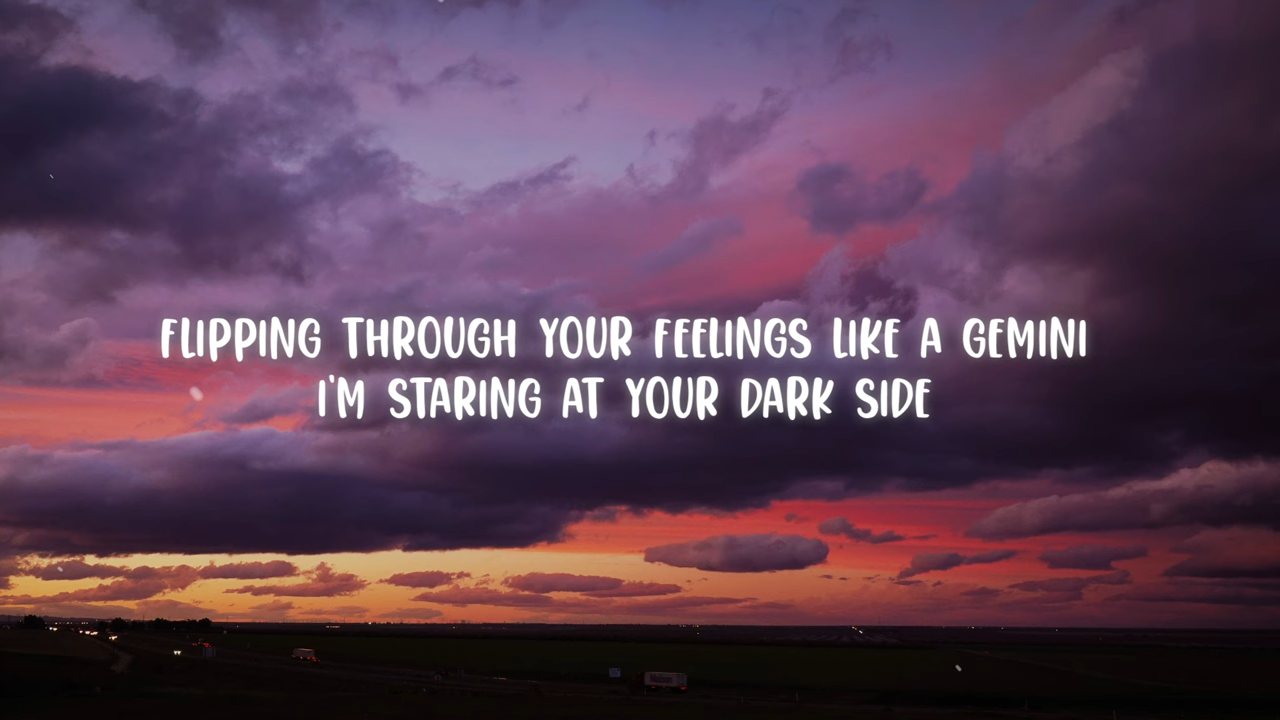 FLIPPING THROUGH YOUR FEELINGS LIKE A GEMINI
I'M STARING AT YOUR DARK SIDE